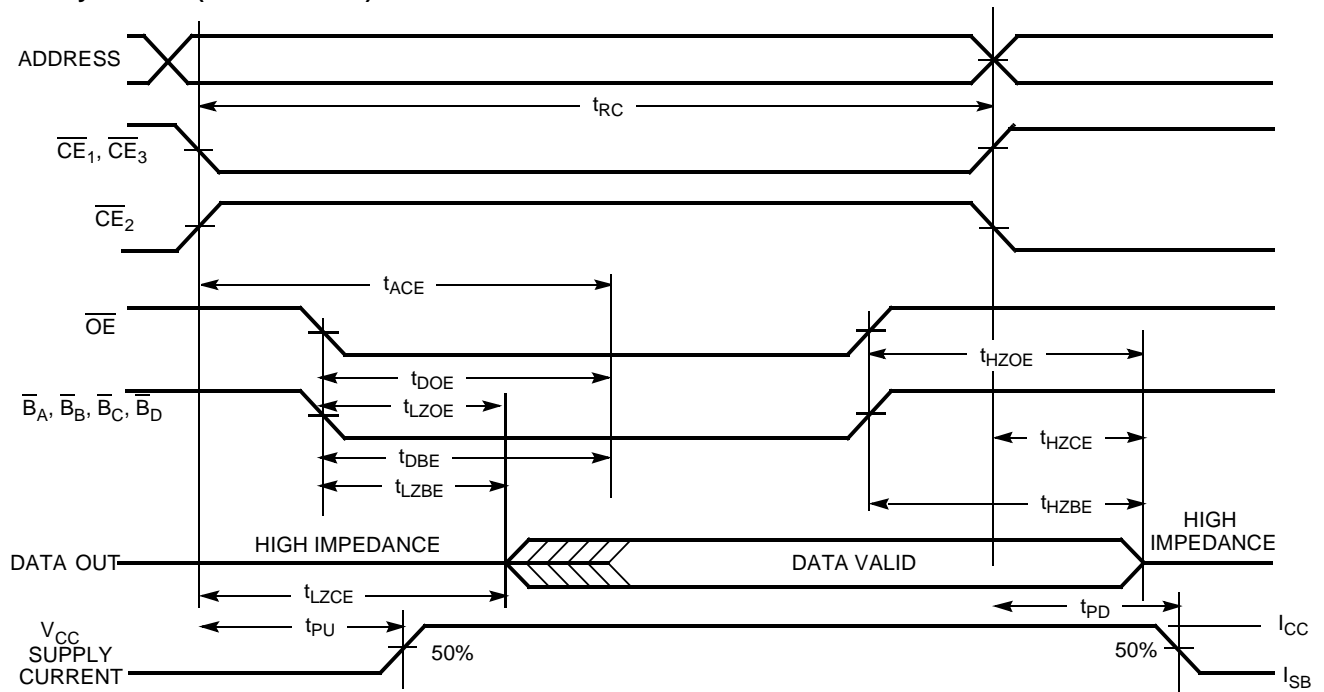 ADDRESS
tRC
CE1, CE3
CE2
tACE
OE
tHZOE
tDOE
BA, BB, BC, BD
tLZOE
tHZCE
tDBE
tLZBE
tHZBE
HIGH IMPEDANCE
HIGH
IMPEDANCE
DATA OUT
DATA VALID
tLZCE
tPU
tPD
VCC
SUPPLY
CURRENT
50%
50%
ICC
ISB